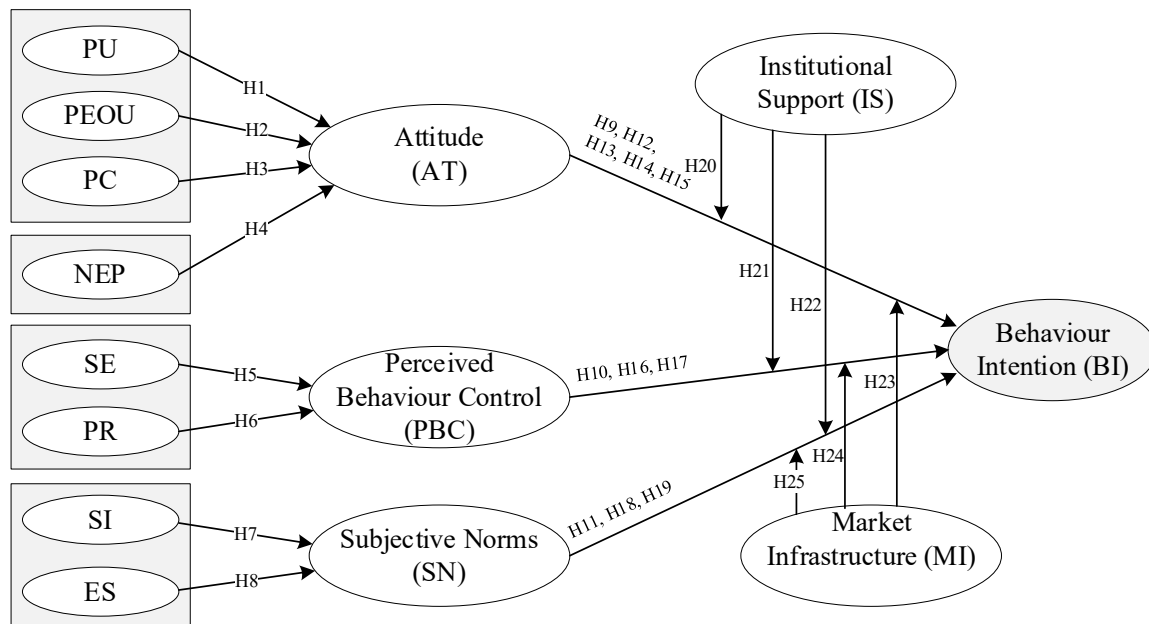 PU
PEOU
PC
NEP
SE
PR
SI
ES
H1
H2
H3
H4
H5
H6
H7
H8
Attitude
(AT)
Perceived
Behaviour Control
(PBC)
Subjective Norms
(SN)
H9, H12,
H13, H14, H15
H10, H16, H17
H11, H18, H19
Institutional
Support (IS)
H20
H21
H22
H23
H24
H25
Market
Infrastructure (MI)
Behaviour
Intention (BI)